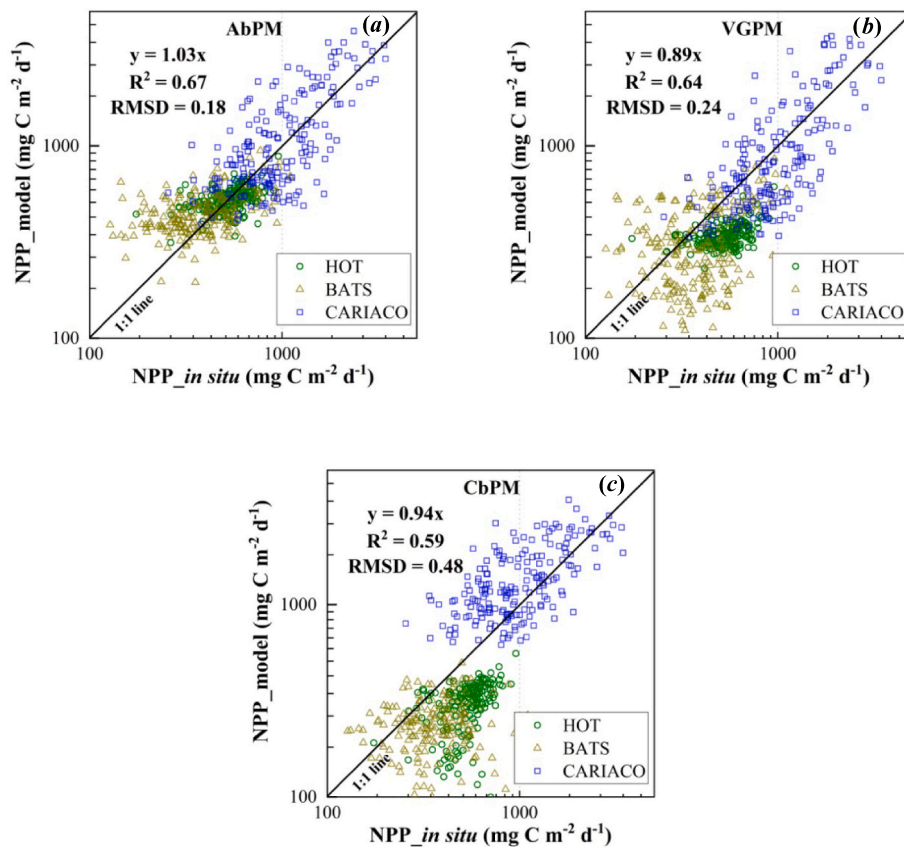 (a)
AbPM
y = 1.03x
R² = 0.67
RMSD = 0.18
NPP_model (mg C m⁻² d⁻¹)
1000
100
1:1 line
HOT
BATS
CARIACO
100
1000
NPP_in situ (mg C m⁻² d⁻¹)
(b)
VGPM
y = 0.89x
R² = 0.64
RMSD = 0.24
NPP_model (mg C m⁻² d⁻¹)
1000
100
1:1 line
HOT
BATS
CARIACO
100
1000
NPP_in situ (mg C m⁻² d⁻¹)
(c)
CbPM
y = 0.94x
R² = 0.59
RMSD = 0.48
NPP_model (mg C m⁻² d⁻¹)
1000
100
1:1 line
HOT
BATS
CARIACO
100
1000
NPP_in situ (mg C m⁻² d⁻¹)